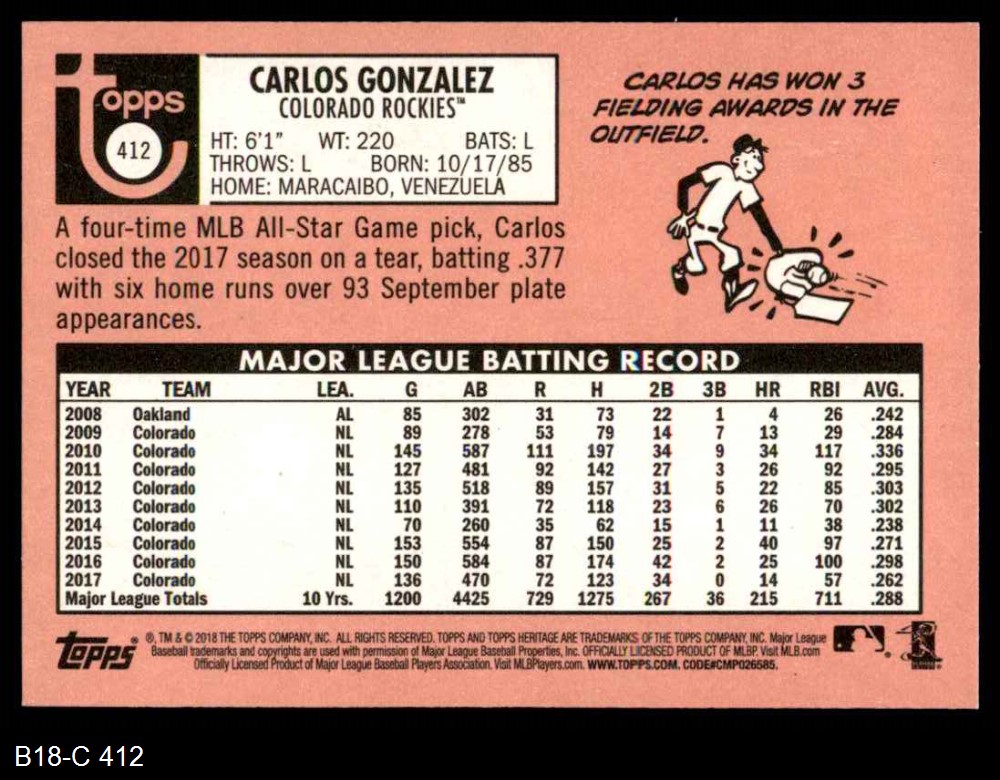 Topps
412
CARLOS GONZALEZ
COLORADO ROCKIES™
HT: 6'1" WT: 220 BATS: L
THROWS: L BORN: 10/17/85
HOME: MARACAIBO, VENEZUELA
CARLOS HAS WON 3
FIELDING AWARDS IN THE
OUTFIELD.
A four-time MLB All-Star Game pick, Carlos
closed the 2017 season on a tear, batting .377
with six home runs over 93 September plate
appearances.
MAJOR LEAGUE BATTING RECORD
YEAR TEAM LEA. G AB R H 2B 3B HR RBI AVG.
2008 Oakland AL 85 302 31 73 22 1 4 26 .242
2009 Colorado NL 89 278 53 79 14 7 13 29 .284
2010 Colorado NL 145 587 111 197 34 9 34 117 .336
2011 Colorado NL 127 481 92 142 27 3 26 92 .295
2012 Colorado NL 135 518 89 157 31 5 22 85 .303
2013 Colorado NL 110 391 72 118 23 6 26 70 .302
2014 Colorado NL 70 260 35 62 15 1 11 38 .238
2015 Colorado NL 153 554 87 150 25 2 40 97 .271
2016 Colorado NL 150 584 87 174 42 2 25 100 .298
2017 Colorado NL 136 470 72 123 34 0 14 57 .262
Major League Totals 10 Yrs. 1200 4425 729 1275 267 36 215 711 .288
Topps®
®, TM & © 2018 THE TOPPS COMPANY, INC. ALL RIGHTS RESERVED. TOPPS AND TOPPS HERITAGE ARE TRADEMARKS OF THE TOPPS COMPANY, INC. Major League
Baseball trademarks and copyrights are used with permission of Major League Baseball Properties, Inc. OFFICIALLY LICENSED PRODUCT OF MLBP. Visit MLB.com
Officially Licensed Product of Major League Baseball Players Association. Visit MLBPlayers.com. WWW.TOPPS.COM. CODE#CMP026585.
B18-C 412